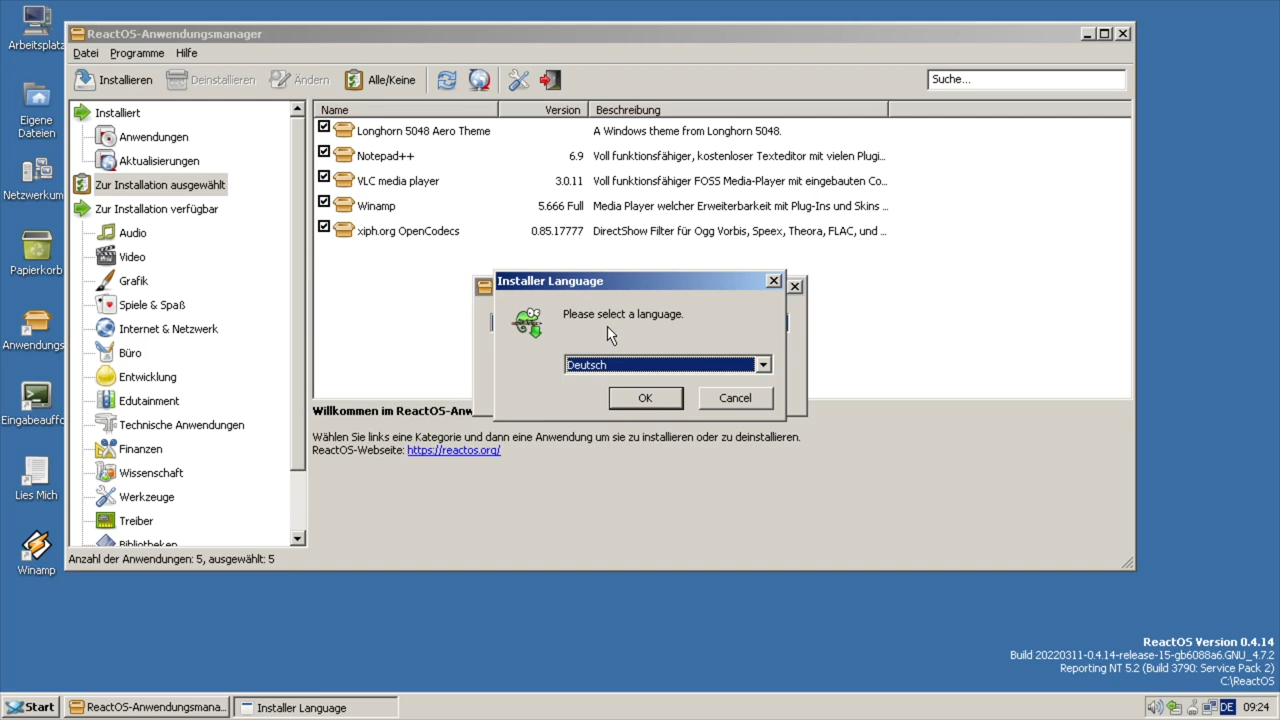 Arbeitsplatz
Eigene
Dateien
Netzwerkum
Papierkorb
Anwendungs
Eingabeauffo
Lies Mich
Winamp
ReactOS-Anwendungsmanager
Datei Programme Hilfe
Installieren Deinstallieren Ändern Alle/Keine Suche...
Installiert
Anwendungen
Aktualisierungen
Zur Installation ausgewählt
Zur Installation verfügbar
Audio
Video
Grafik
Spiele & Spaß
Internet & Netzwerk
Büro
Entwicklung
Edutainment
Technische Anwendungen
Finanzen
Wissenschaft
Werkzeuge
Treiber
Bibliotheken
Name Version Beschreibung
Longhorn 5048 Aero Theme A Windows theme from Longhorn 5048.
Notepad++ 6.9 Voll funktionsfähiger, kostenloser Texteditor mit vielen Plugi...
VLC media player 3.0.11 Voll funktionsfähiger FOSS Media-Player mit eingebauten Co...
Winamp 5.666 Full Media Player welcher Erweiterbarkeit mit Plug-Ins und Skins ...
xiph.org OpenCodecs 0.85.17777 DirectShow Filter für Ogg Vorbis, Speex, Theora, FLAC, und ...
Installer Language
Please select a language.
Deutsch
OK Cancel
Willkommen im ReactOS-Anw
Wählen Sie links eine Kategorie und dann eine Anwendung um sie zu installieren oder zu deinstallieren.
ReactOS-Webseite: https://reactos.org/
Anzahl der Anwendungen: 5, ausgewählt: 5
ReactOS Version 0.4.14
Build 20220311-0.4.14-release-15-gb6088a6.GNU_4.7.2
Reporting NT 5.2 (Build 3790: Service Pack 2)
C:\ReactOS
Start ReactOS-Anwendungsmana... Installer Language DE 09:24